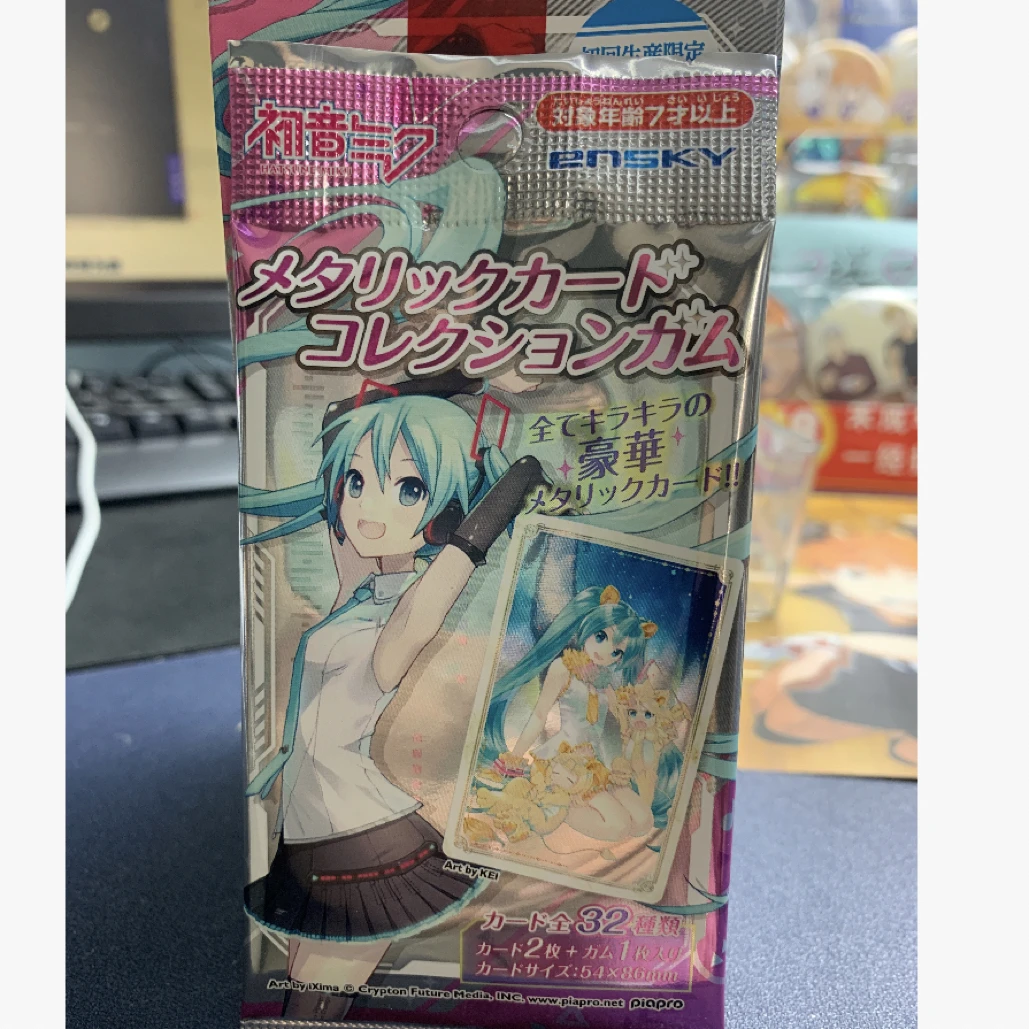 初回生産限定
初音ミク
HATSUNE MIKU
たいしょうねんれい さいいじょう
対象年齢7才以上
ensky
メタリックカード
コレクションガム
全てキラキラの
豪華
メタリックカード!!
Art by KEI
カード全32種類
カード2枚+ガム1枚入り
カードサイズ:54×86mm
Art by iXima © Crypton Future Media, INC. www.piapro.net piapro